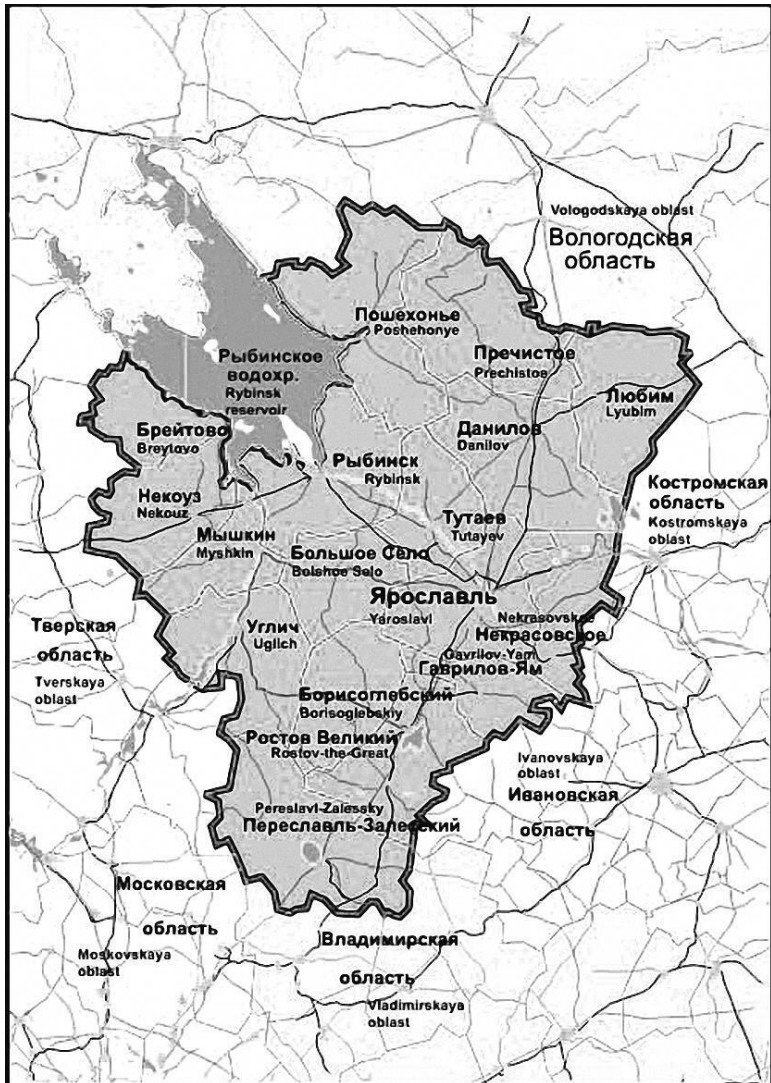 Vologodskaya oblast
Вологодская
область
Пошехонье
Poshehonye
Пречистое
Prechistoe
Рыбинское
водохр.
Rybinsk
reservoir
Любим
Lyubim
Брейтово
Breytovo
Данилов
Danilov
Рыбинск
Rybinsk
Некоуз
Nekouz
Костромская
область
Kostromskaya
oblast
Тутаев
Tutayev
Мышкин
Myshkin
Большое Село
Bolshoe Selo
Ярославль
Yaroslavl
Nekrasovskoe
Некрасовское
Углич
Uglich
Тверская
область
Tverskaya
oblast
Gavrilov-Yam
Гаврилов-Ям
Борисоглебский
Borisoglebskiy
Ростов Великий
Rostov-the-Great
Ivanovskaya
oblast
Ивановская
область
Pereslavl-Zalessky
Переславль-Залесский
Московская
область
Moskovskaya
oblast
Владимирская
область
Vladimirskaya
oblast